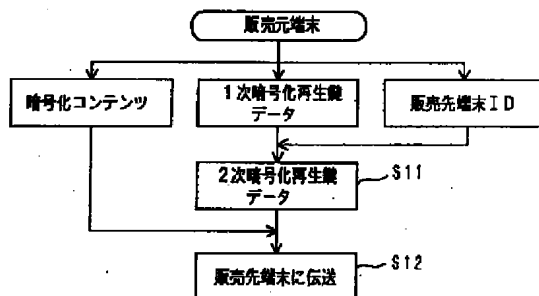 販売元端末
暗号化コンテンツ
1次暗号化再生鍵
データ
販売先端末ID
2次暗号化再生鍵
データ
S11
販売先端末に伝送
S12